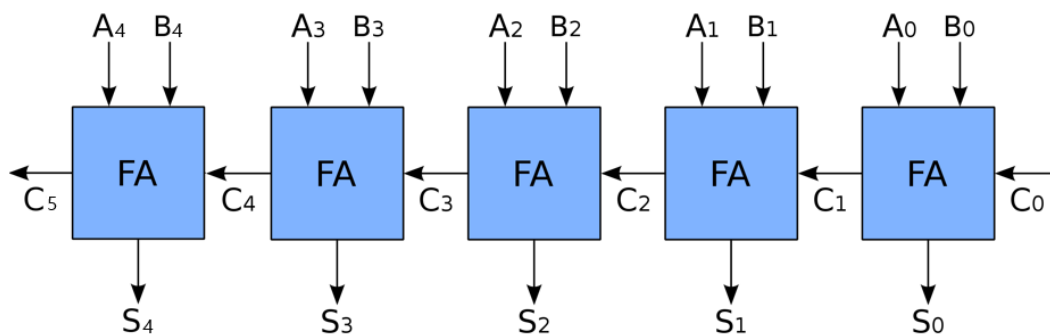 A4 B4 A3 B3 A2 B2 A1 B1 A0 B0
FA FA FA FA FA
C5 C4 C3 C2 C1 C0
S4 S3 S2 S1 S0